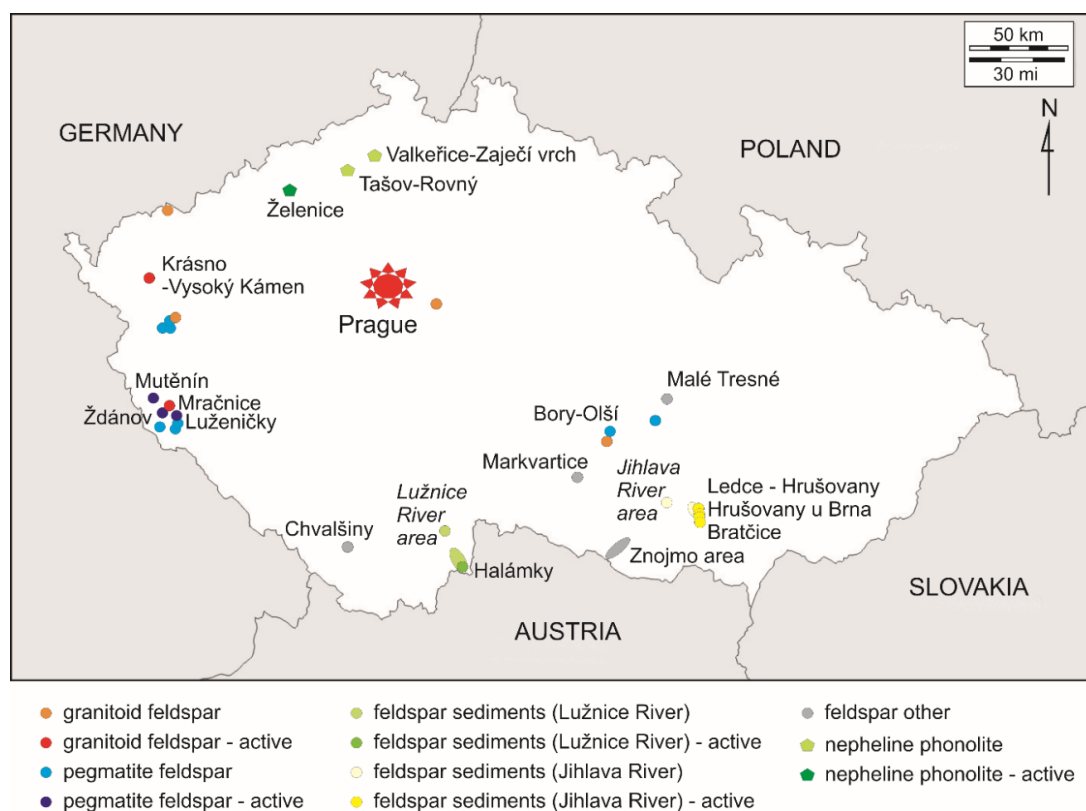 50 km
30 mi
N
GERMANY
POLAND
Valkeřice-Zaječí vrch
Tašov-Rovný
Želenice
Krásno
-Vysoký Kámen
Prague
Mutěnín
Mračnice
Ždánov
Luženičky
Malé Tresné
Bory-Olší
Markvartice
Jihlava
River
area
Ledce - Hrušovany
Hrušovany u Brna
Bratčice
Lužnice
River
area
Chvalšiny
Halámky
Znojmo area
SLOVAKIA
AUSTRIA
granitoid feldspar
granitoid feldspar - active
pegmatite feldspar
pegmatite feldspar - active
feldspar sediments (Lužnice River)
feldspar sediments (Lužnice River) - active
feldspar sediments (Jihlava River)
feldspar sediments (Jihlava River) - active
feldspar other
nepheline phonolite
nepheline phonolite - active